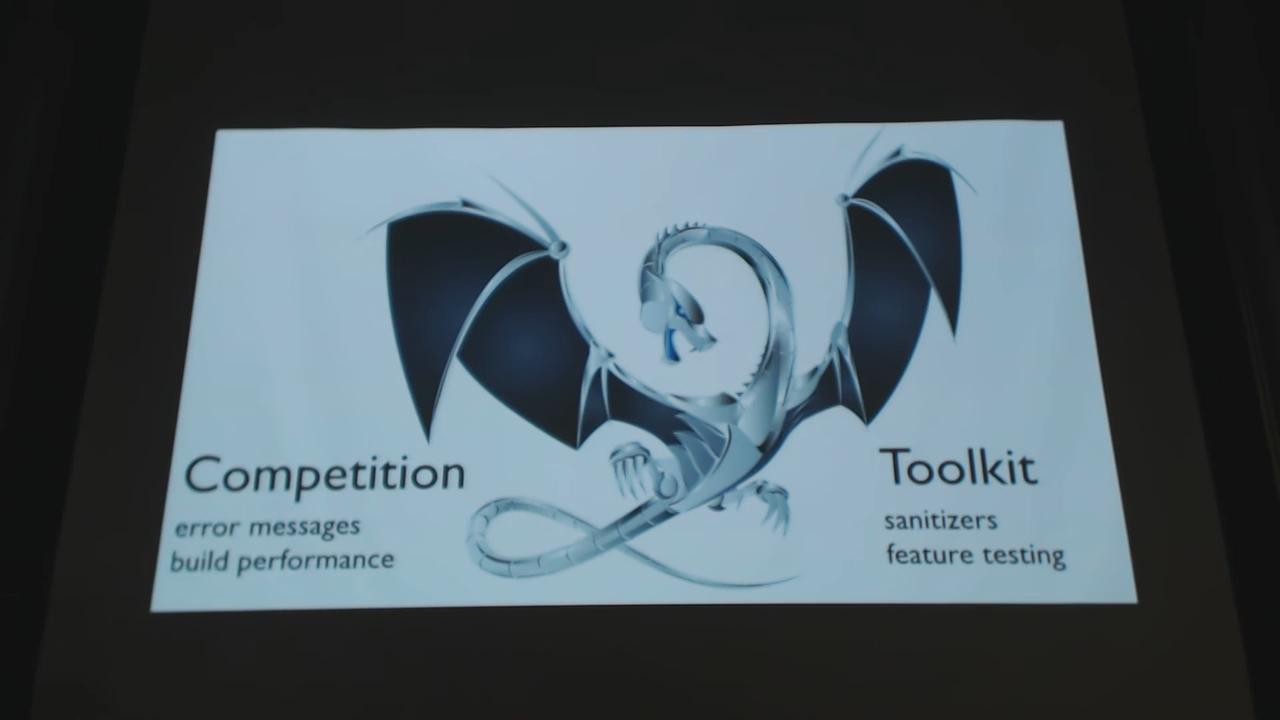 Competition
error messages
build performance
Toolkit
sanitizers
feature testing